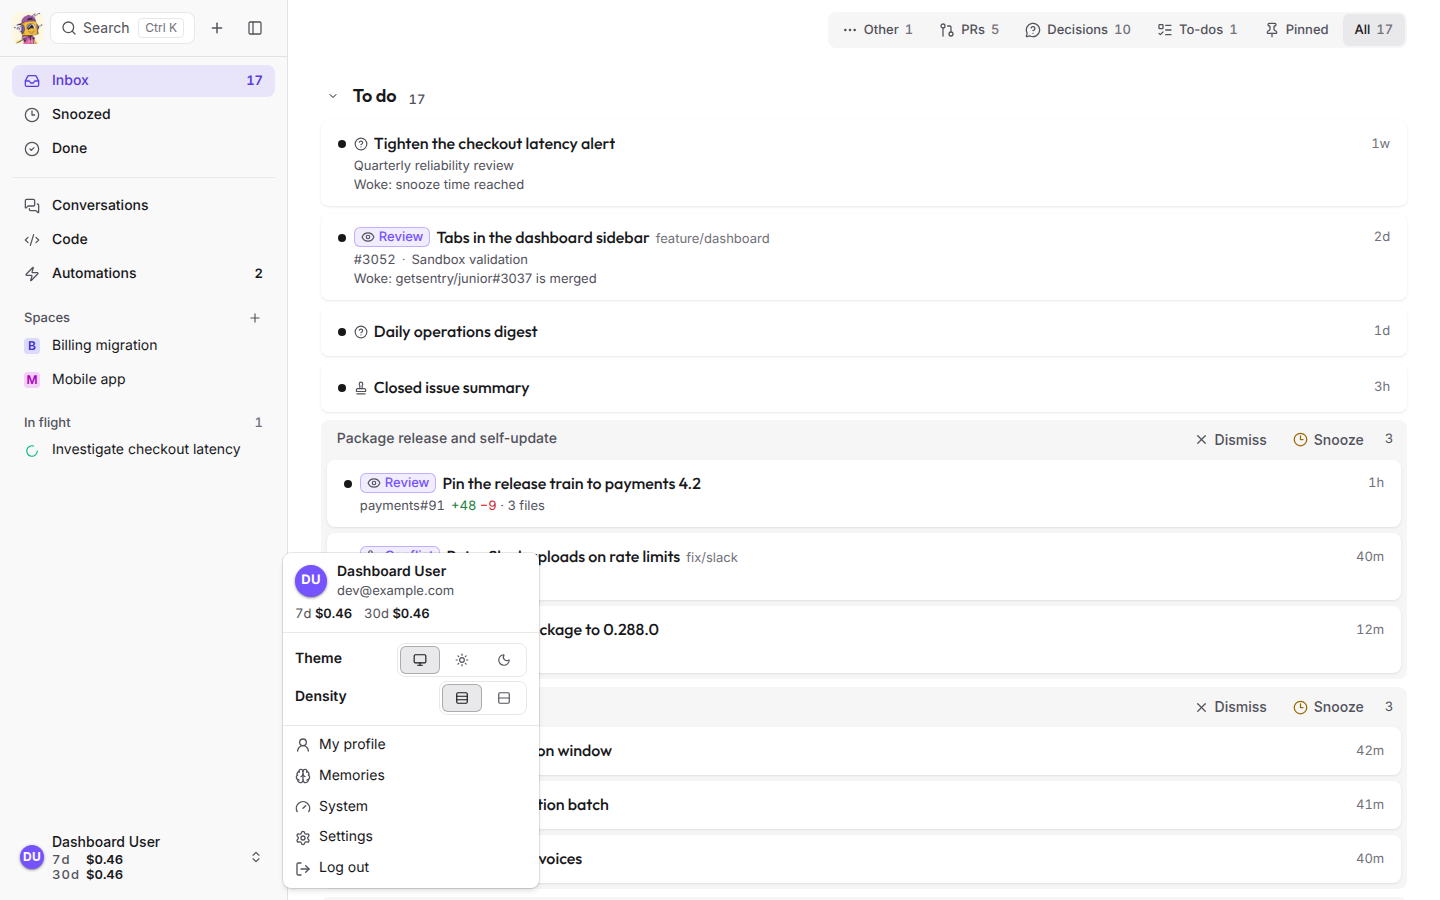 Search Ctrl K
Inbox 17
Snoozed
Done
Conversations
Code
Automations 2
Spaces
B Billing migration
M Mobile app
In flight 1
Investigate checkout latency
DU Dashboard User
7d $0.46
30d $0.46
Other 1 PRs 5 Decisions 10 To-dos 1 Pinned All 17
To do 17
Tighten the checkout latency alert 1w
Quarterly reliability review
Woke: snooze time reached
Review Tabs in the dashboard sidebar feature/dashboard 2d
#3052 · Sandbox validation
Woke: getsentry/junior#3037 is merged
Daily operations digest 1d
Closed issue summary 3h
Package release and self-update Dismiss Snooze 3
Review Pin the release train to payments 4.2 1h
payments#91 +48 −9 · 3 files
uploads on rate limits fix/slack 40m
ckage to 0.288.0 12m
Dismiss Snooze 3
on window 42m
tion batch 41m
voices 40m
DU Dashboard User
dev@example.com
7d $0.46 30d $0.46
Theme
Density
My profile
Memories
System
Settings
Log out